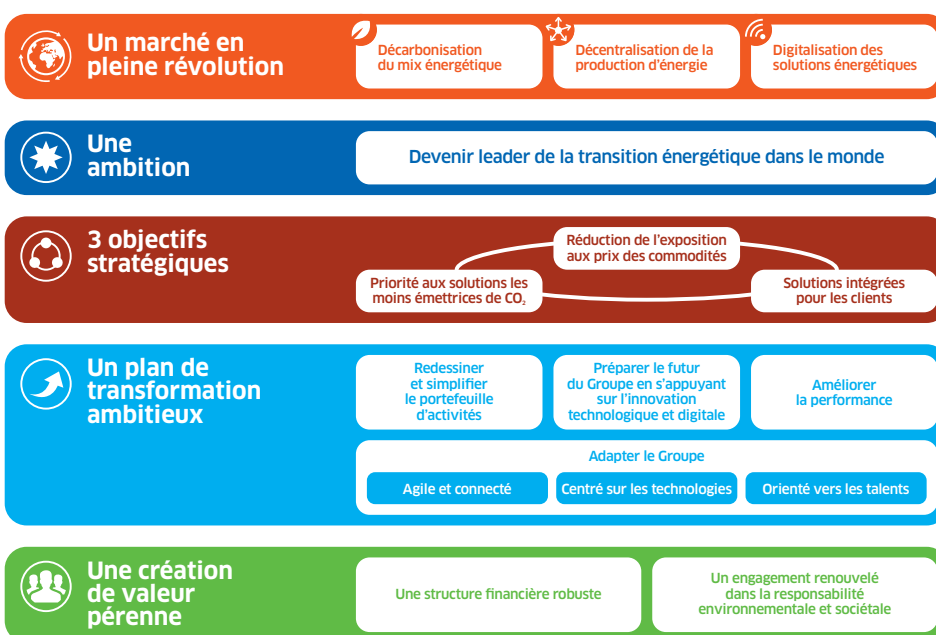 Un marché en
pleine révolution
Décarbonisation
du mix énergétique
Décentralisation de la
production d'énergie
Digitalisation des
solutions énergétiques
Une
ambition
Devenir leader de la transition énergétique dans le monde
3 objectifs
stratégiques
Réduction de l'exposition
aux prix des commodités
Priorité aux solutions les
moins émettrices de CO₂
Solutions intégrées
pour les clients
Un plan de
transformation
ambitieux
Redessiner
et simplifier
le portefeuille
d'activités
Préparer le futur
du Groupe en s'appuyant
sur l'innovation
technologique et digitale
Améliorer
la performance
Adapter le Groupe
Agile et connecté
Centré sur les technologies
Orienté vers les talents
Une création
de valeur
pérenne
Une structure financière robuste
Un engagement renouvelé
dans la responsabilité
environnementale et sociétale